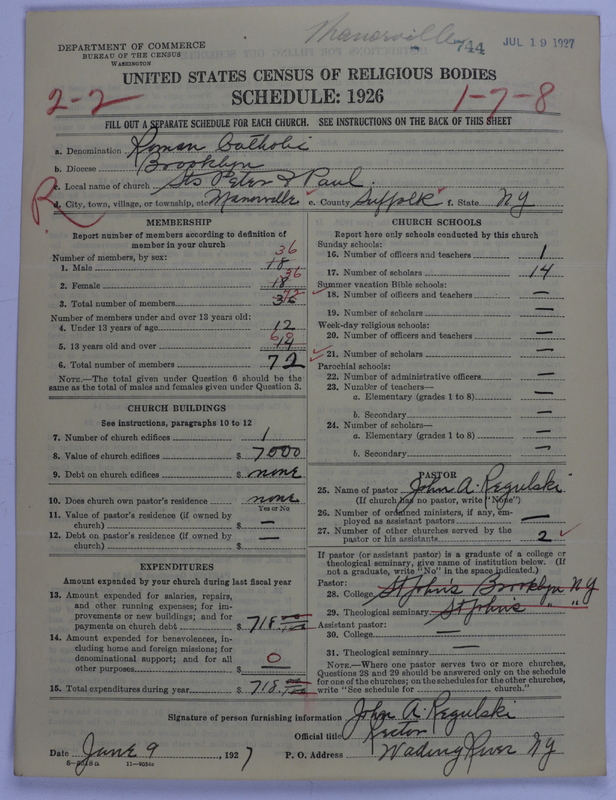 Manorville
744
JUL 19 1927
DEPARTMENT OF COMMERCE
BUREAU OF THE CENSUS
WASHINGTON
UNITED STATES CENSUS OF RELIGIOUS BODIES
SCHEDULE: 1926
2-2
1-7-8
FILL OUT A SEPARATE SCHEDULE FOR EACH CHURCH. SEE INSTRUCTIONS ON THE BACK OF THIS SHEET
a. Denomination Roman Catholic
b. Diocese Brooklyn
c. Local name of church Sts Peter & Paul
R
d. City, town, village, or township, etc Manorville e. County Suffolk f. State NY
MEMBERSHIP
Report number of members according to definition of
member in your church
Number of members, by sex:
36
1. Male 18
36
2. Female 18
72
3. Total number of members 36
Number of members under and over 13 years old:
4. Under 13 years of age 12
60
5. 13 years old and over
6. Total number of members 72
NOTE.—The total given under Question 6 should be the
same as the total of males and females given under Question 3.
CHURCH BUILDINGS
See instructions, paragraphs 10 to 12
7. Number of church edifices 1
8. Value of church edifices $ 7000
9. Debt on church edifices $ none
10. Does church own pastor's residence none
Yes or No
11. Value of pastor's residence (if owned by
church) $ —
12. Debt on pastor's residence (if owned by
church) $ —
EXPENDITURES
Amount expended by your church during last fiscal year
13. Amount expended for salaries, repairs,
and other running expenses; for im-
provements or new buildings; and for
payments on church debt $ 718.
14. Amount expended for benevolences, in-
cluding home and foreign missions; for
denominational support; and for all
other purposes $ 0
15. Total expenditures during year $ 718.
CHURCH SCHOOLS
Report here only schools conducted by this church
Sunday schools:
16. Number of officers and teachers 1
17. Number of scholars 14
Summer vacation Bible schools:
18. Number of officers and teachers —
19. Number of scholars —
Week-day religious schools:
20. Number of officers and teachers —
21. Number of scholars —
Parochial schools:
22. Number of administrative officers —
23. Number of teachers—
a. Elementary (grades 1 to 8) —
b. Secondary —
24. Number of scholars—
a. Elementary (grades 1 to 8) —
b. Secondary —
PASTOR
25. Name of pastor John A. Regulski
(If church has no pastor, write "None")
26. Number of ordained ministers, if any, em-
ployed as assistant pastors —
27. Number of other churches served by the
pastor or his assistants 2
If pastor (or assistant pastor) is a graduate of a college or
theological seminary, give name of institution below. (If
not a graduate, write "No" in the space indicated.)
Pastor:
28. College St John's Brooklyn NY
29. Theological seminary St John's " "
Assistant pastor:
30. College —
31. Theological seminary —
NOTE.—Where one pastor serves two or more churches,
Questions 28 and 29 should be answered only on the schedule
for one of the churches; on the schedules for the other churches,
write "See schedule for church."
Signature of person furnishing information John A. Regulski
Official title Rector
Date June 9, 1927 P. O. Address Wading River NY